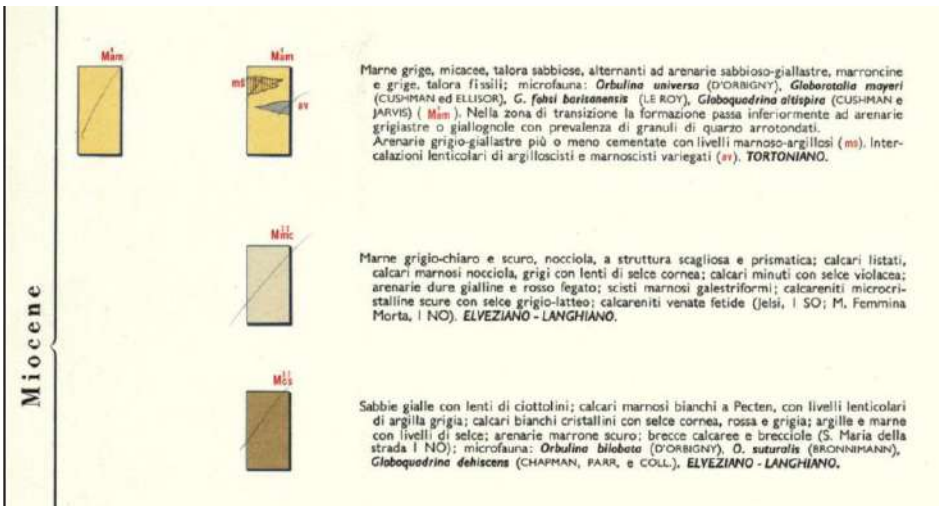 Miocene
Mām
Mām
ms
av
Marne grige, micacee, talora sabbiose, alternanti ad arenarie sabbioso-giallastre, marroncine
e grige, talora fissili; microfauna: Orbulina universa (D'ORBIGNY), Globorotalia mayeri
(CUSHMAN ed ELLISOR), G. fohsi barisanensis (LE ROY), Globoquadrina altispira (CUSHMAN e
JARVIS) ( Mām ). Nella zona di transizione la formazione passa inferiormente ad arenarie
grigiastre o giallognole con prevalenza di granuli di quarzo arrotondati.
Arenarie grigio-giallastre più o meno cementate con livelli marnoso-argillosi (ms). Inter-
calazioni lenticolari di argilloscisti e marnoscisti variegati (av). TORTONIANO.
Marne grigio-chiaro e scuro, nocciola, a struttura scagliosa e prismatica; calcari listati,
calcari marnosi nocciola, grigi con lenti di selce cornea; calcari minuti con selce violacea;
arenarie dure gialline e rosso fegato; scisti marnosi galestriformi; calcareniti microcri-
stalline scure con selce grigio-latteo; calcareniti venate fetide (Jelsi, I SO; M. Femmina
Morta, I NO). ELVEZIANO - LANGHIANO.
Sabbie gialle con lenti di ciottolini; calcari marnosi bianchi a Pecten, con livelli lenticolari
di argilla grigia; calcari bianchi cristallini con selce cornea, rossa e grigia; argille e marne
con livelli di selce; arenarie marrone scuro; brecce calcaree e brecciole (S. Maria della
strada I NO); microfauna: Orbulina bilobata (D'ORBIGNY), O. suturalis (BRONNIMANN),
Globoquadrina dehiscens (CHAPMAN, PARR, e COLL.), ELVEZIANO - LANGHIANO.